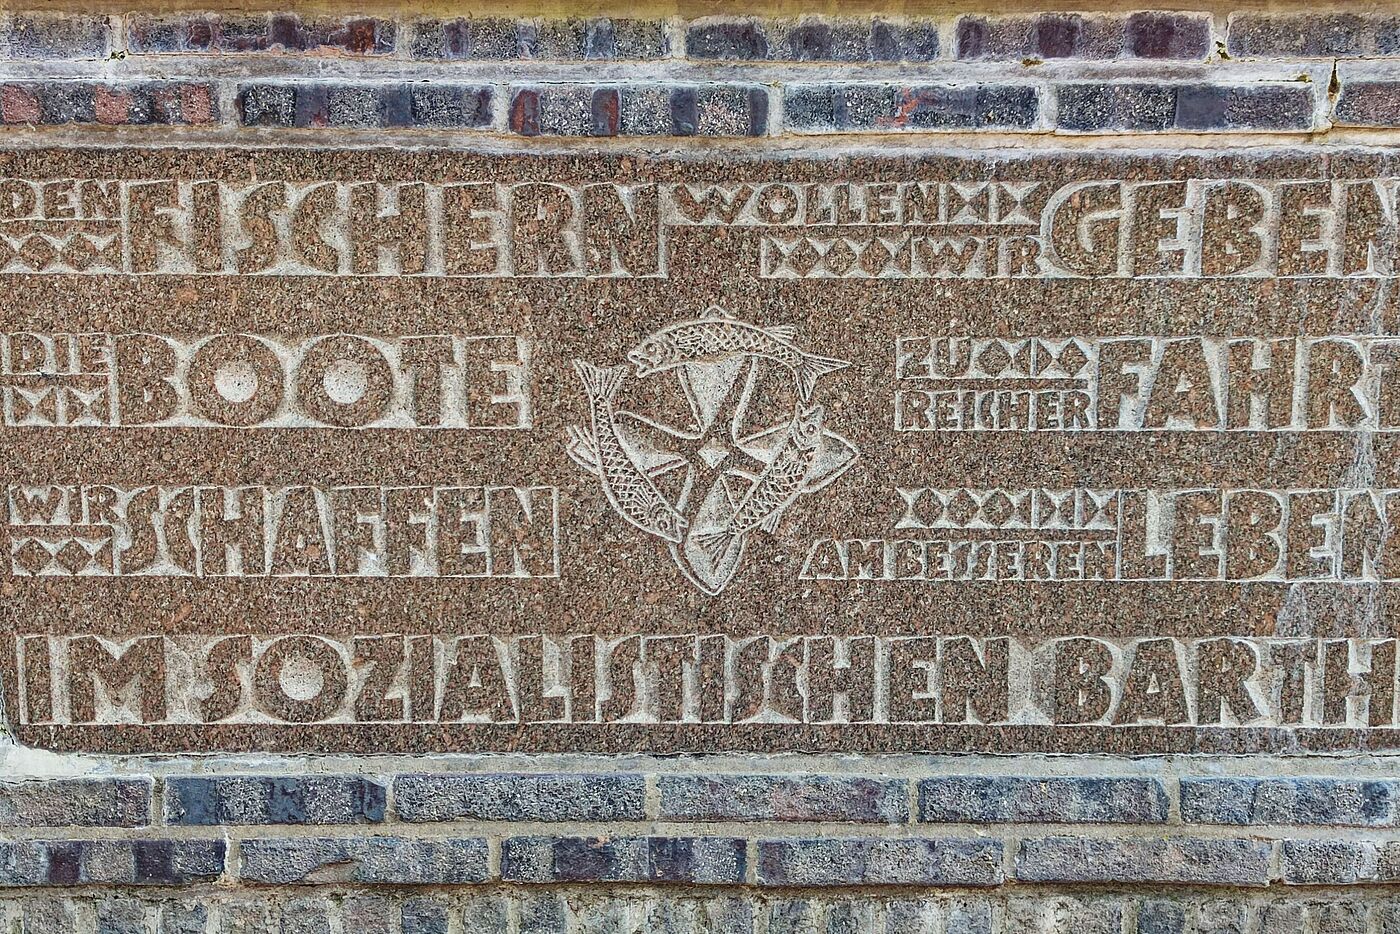 DEN FISCHERN WOLLEN WIR GEBEN
DIE BOOTE ZU REICHER FAHRT
WIR SCHAFFEN AM BESSEREN LEBEN
IM SOZIALISTISCHEN BARTH